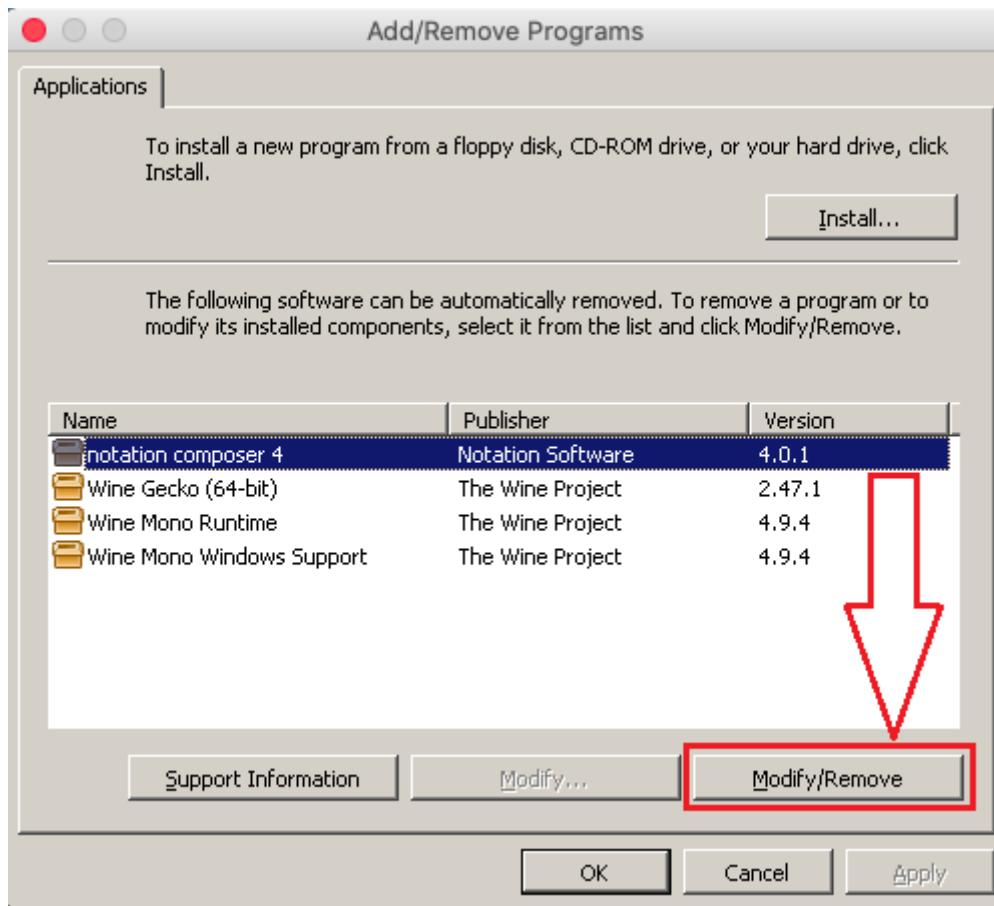 Add/Remove Programs
Applications
To install a new program from a floppy disk, CD-ROM drive, or your hard drive, click
Install.
Install...
The following software can be automatically removed. To remove a program or to
modify its installed components, select it from the list and click Modify/Remove.
Name Publisher Version
notation composer 4 Notation Software 4.0.1
Wine Gecko (64-bit) The Wine Project 2.47.1
Wine Mono Runtime The Wine Project 4.9.4
Wine Mono Windows Support The Wine Project 4.9.4
Support Information Modify... Modify/Remove
OK Cancel Apply